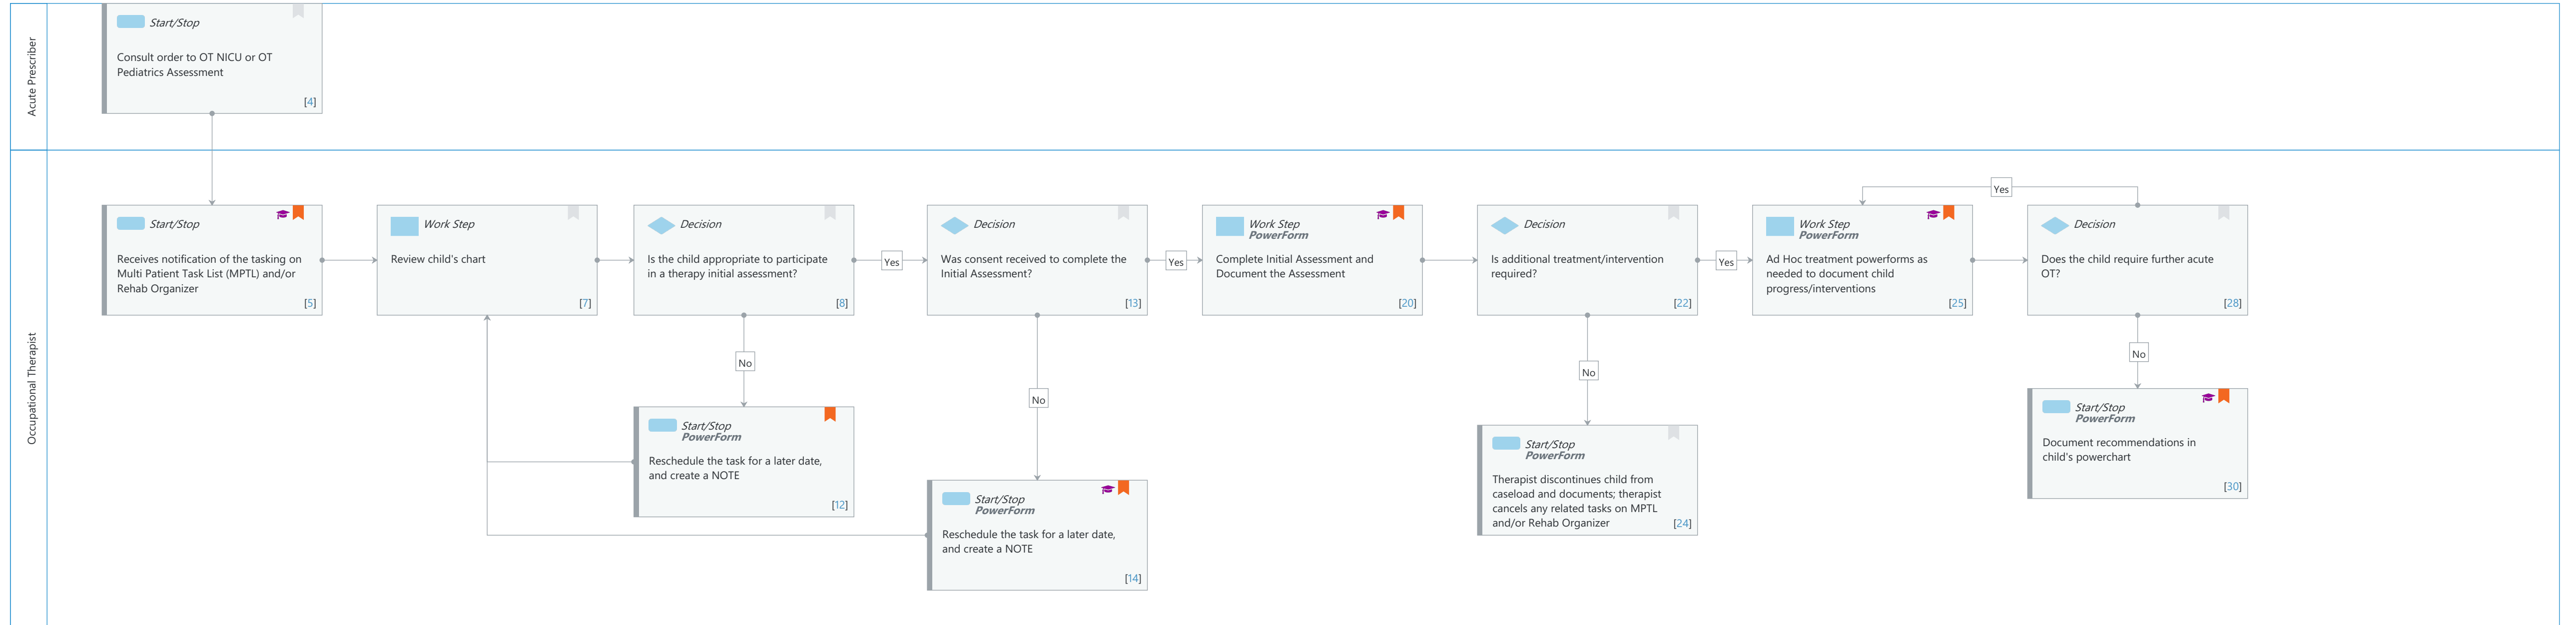 Acute Prescriber
Start/Stop
Consult order to OT NICU or OT
Pediatrics Assessment
[4]
Occupational Therapist
Start/Stop
Receives notification of the tasking on
Multi Patient Task List (MPTL) and/or
Rehab Organizer
[5]
Work Step
Review child's chart
[7]
Decision
Is the child appropriate to participate
in a therapy initial assessment?
[8]
Yes
No
Decision
Was consent received to complete the
Initial Assessment?
[13]
Yes
No
Work Step
PowerForm
Complete Initial Assessment and
Document the Assessment
[20]
Decision
Is additional treatment/intervention
required?
[22]
Yes
No
Work Step
PowerForm
Ad Hoc treatment powerforms as
needed to document child
progress/interventions
[25]
Yes
Decision
Does the child require further acute
OT?
[28]
No
Start/Stop
PowerForm
Reschedule the task for a later date,
and create a NOTE
[12]
Start/Stop
PowerForm
Reschedule the task for a later date,
and create a NOTE
[14]
Start/Stop
PowerForm
Therapist discontinues child from
caseload and documents; therapist
cancels any related tasks on MPTL
and/or Rehab Organizer
[24]
Start/Stop
PowerForm
Document recommendations in
child's powerchart
[30]